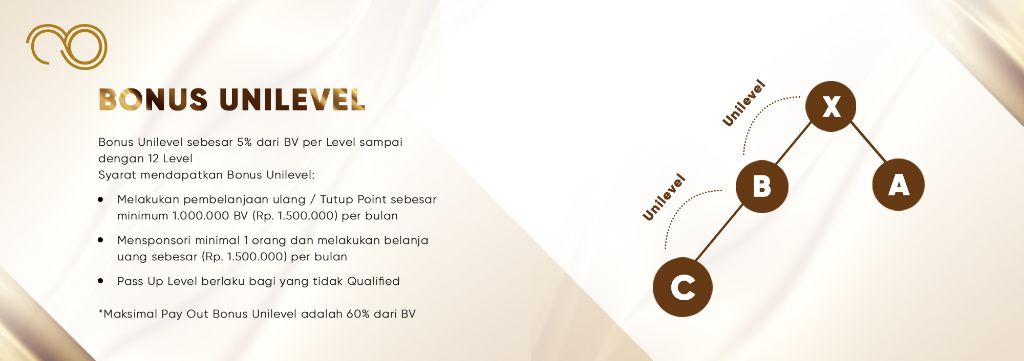 BONUS UNILEVEL
Bonus Unilevel sebesar 5% dari BV per Level sampai
dengan 12 Level
Syarat mendapatkan Bonus Unilevel:
• Melakukan pembelanjaan ulang / Tutup Point sebesar
minimum 1.000.000 BV (Rp. 1.500.000) per bulan
• Mensponsori minimal 1 orang dan melakukan belanja
uang sebesar (Rp. 1.500.000) per bulan
• Pass Up Level berlaku bagi yang tidak Qualified
*Maksimal Pay Out Bonus Unilevel adalah 60% dari BV
Unilevel
X
Unilevel
B
A
C